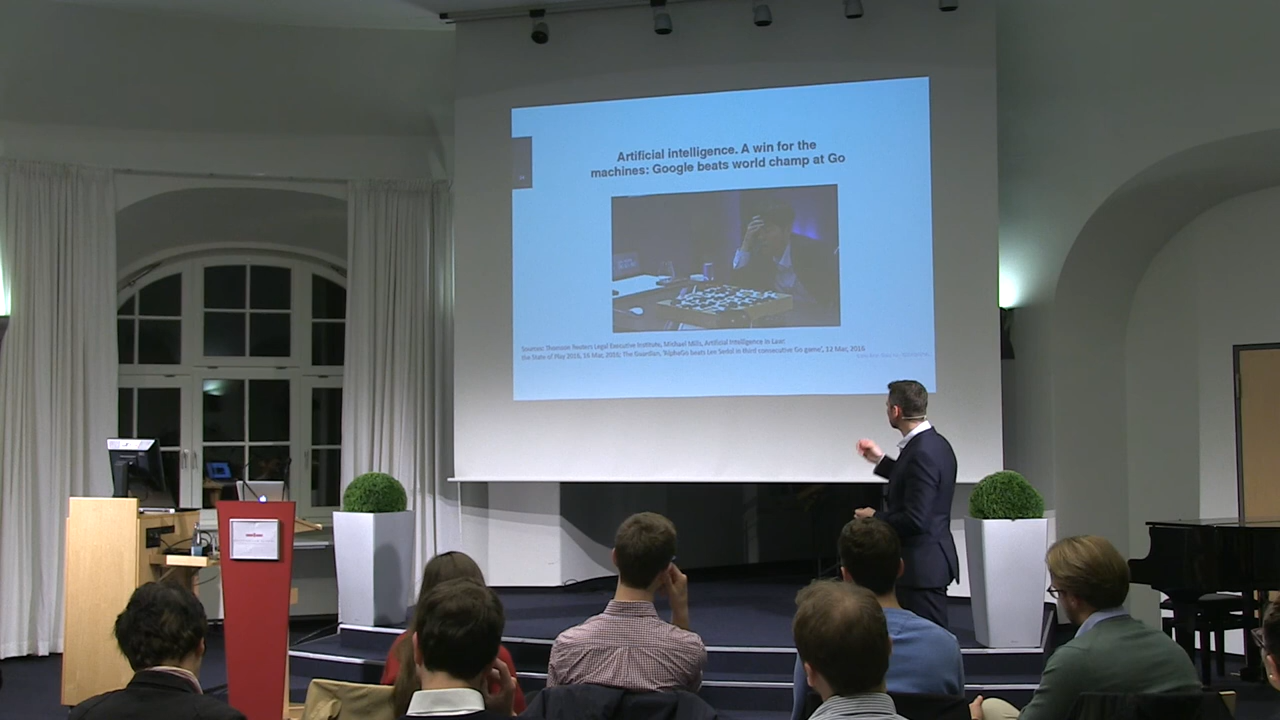 Artificial intelligence. A win for the
machines: Google beats world champ at Go
Sources: Thomson Reuters Legal Executive Institute, Michael Mills, Artificial Intelligence in Law:
the State of Play 2016, 16 Mar, 2016; The Guardian, 'AlphaGo beats Lee Sedol in third consecutive Go game', 12 Mar, 2016